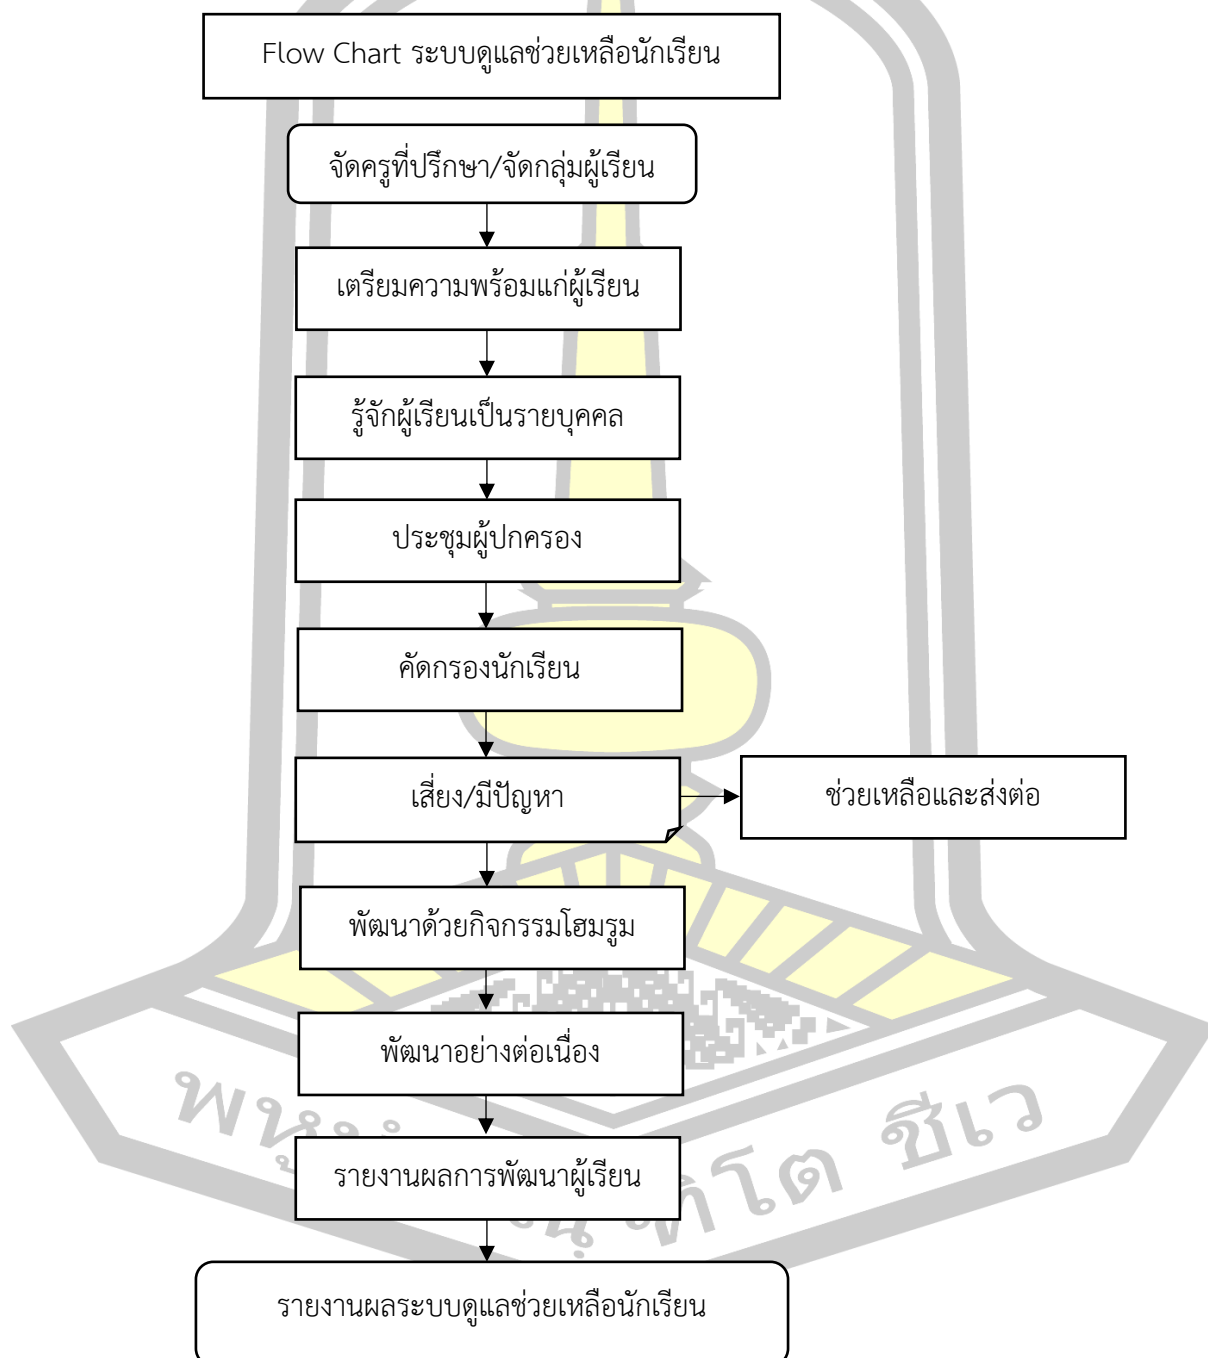 Flow Chart ระบบดูแลช่วยเหลือนักเรียน
จัดครูที่ปรึกษา/จัดกลุ่มผู้เรียน
เตรียมความพร้อมแก่ผู้เรียน
รู้จักผู้เรียนเป็นรายบุคคล
ประชุมผู้ปกครอง
คัดกรองนักเรียน
เสี่ยง/มีปัญหา
ช่วยเหลือและส่งต่อ
พัฒนาด้วยกิจกรรมโฮมรูม
พัฒนาอย่างต่อเนื่อง
รายงานผลการพัฒนาผู้เรียน
รายงานผลระบบดูแลช่วยเหลือนักเรียน
ทิโต ชีเว